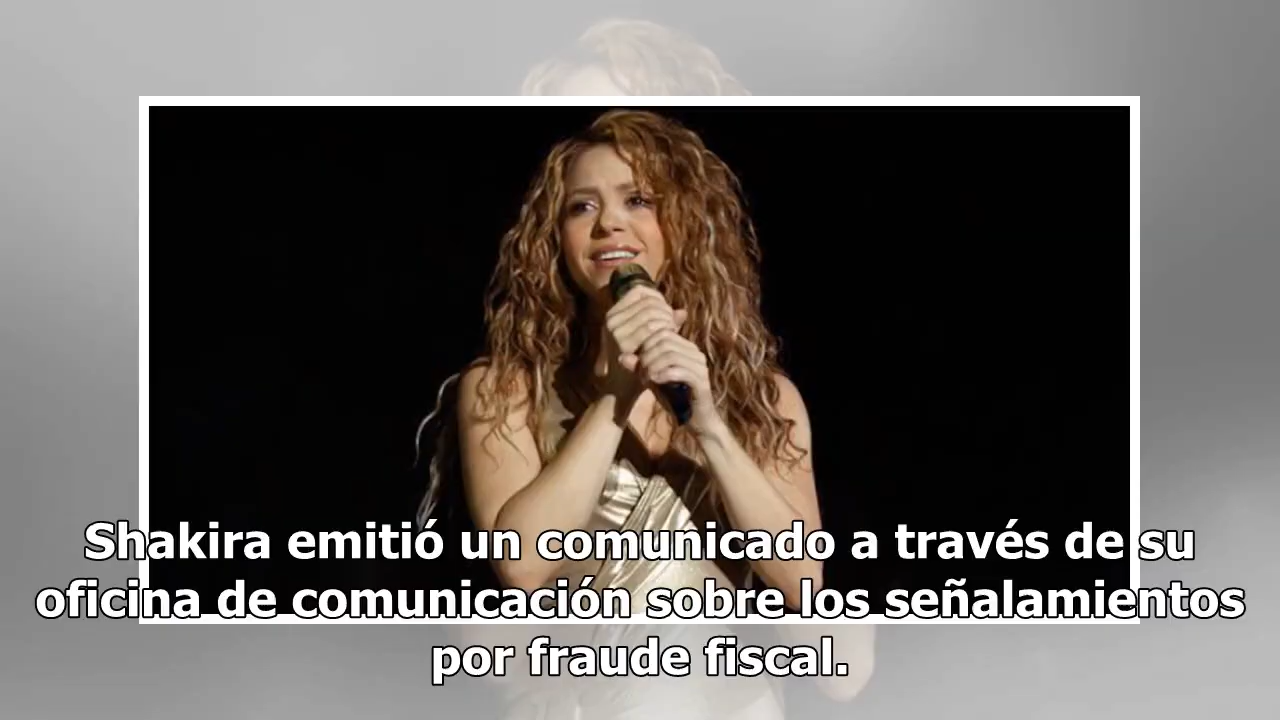 Shakira emitió un comunicado a través de su
oficina de comunicación sobre los señalamientos
por fraude fiscal.